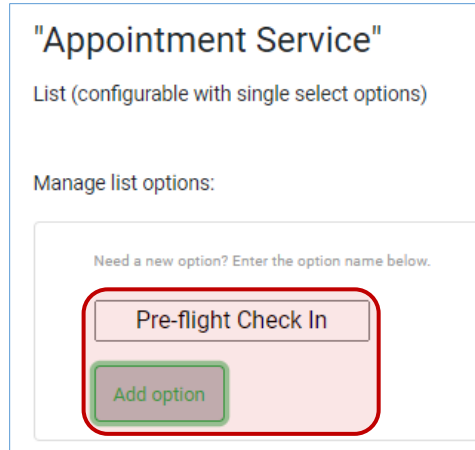 "Appointment Service"
List (configurable with single select options)
Manage list options:
Need a new option? Enter the option name below.
Pre-flight Check In
Add option